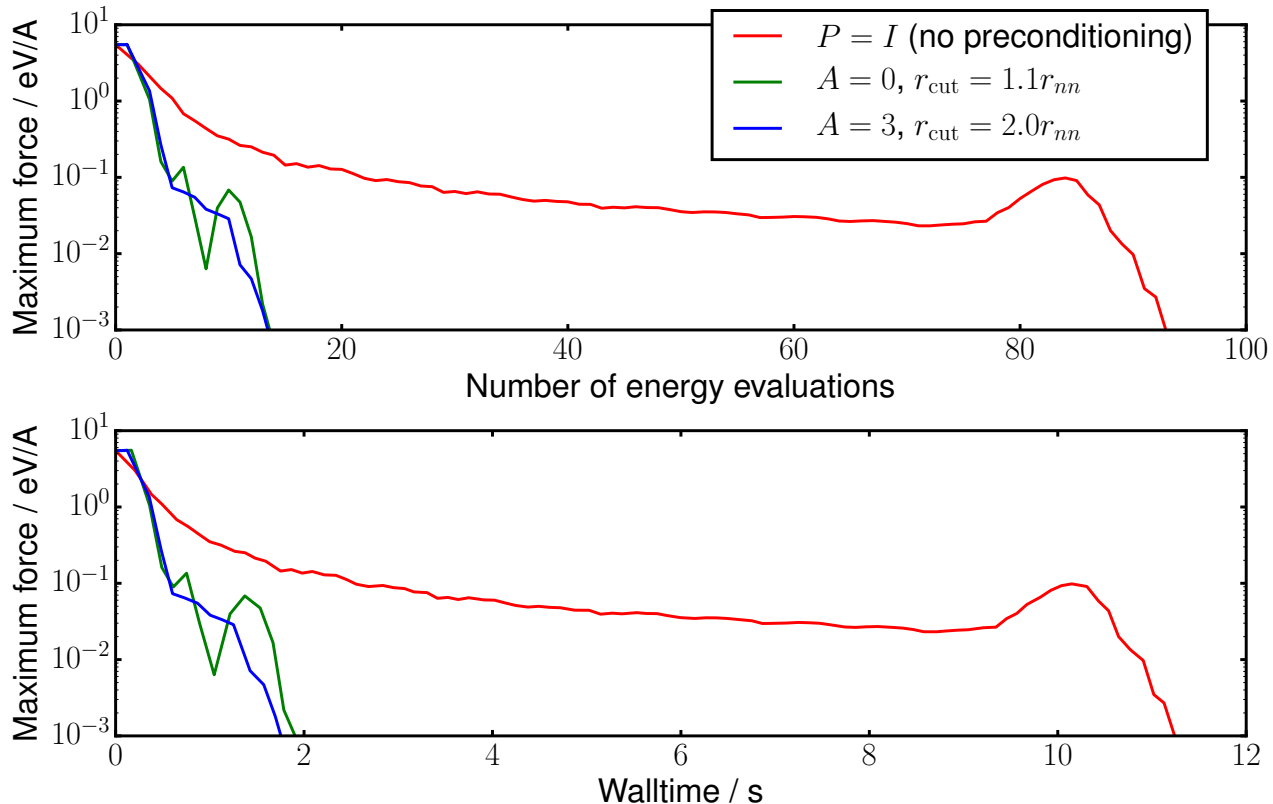 Maximum force / eV/A
10^1
10^0
10^{-1}
10^{-2}
10^{-3}
P = I (no preconditioning)
A = 0, r_cut = 1.1r_nn
A = 3, r_cut = 2.0r_nn
0 20 40 60 80 100
Number of energy evaluations
Maximum force / eV/A
10^1
10^0
10^{-1}
10^{-2}
10^{-3}
0 2 4 6 8 10 12
Walltime / s